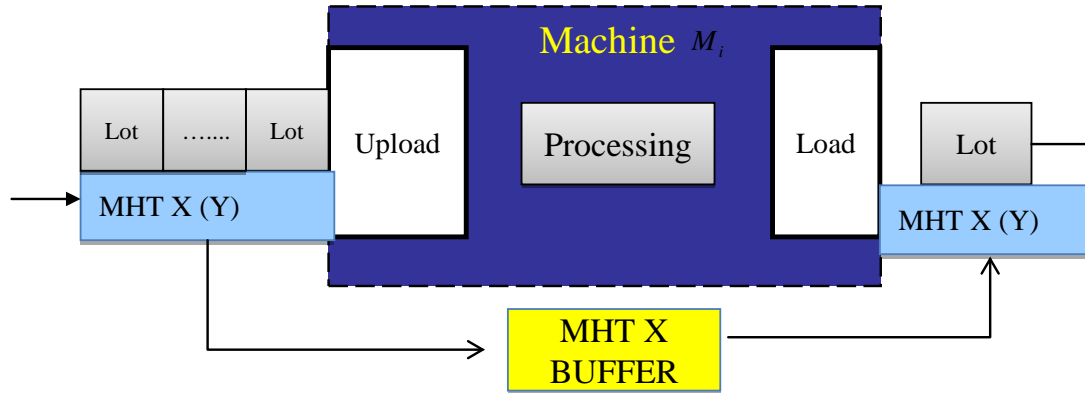 Machine M_i
Lot ….... Lot
Upload
Processing
Load
Lot
MHT X (Y)
MHT X (Y)
MHT X
BUFFER